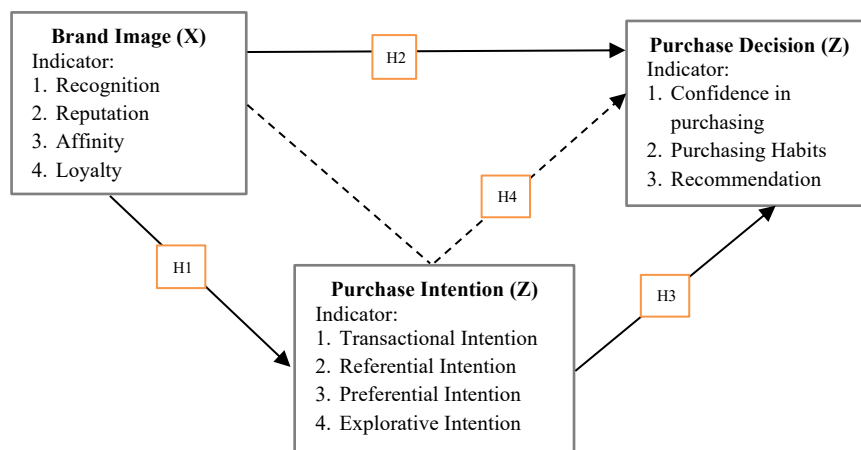 Brand Image (X)
Indicator:
1. Recognition
2. Reputation
3. Affinity
4. Loyalty
H2
Purchase Decision (Z)
Indicator:
1. Confidence in
purchasing
2. Purchasing Habits
3. Recommendation
H4
H1
H3
Purchase Intention (Z)
Indicator:
1. Transactional Intention
2. Referential Intention
3. Preferential Intention
4. Explorative Intention